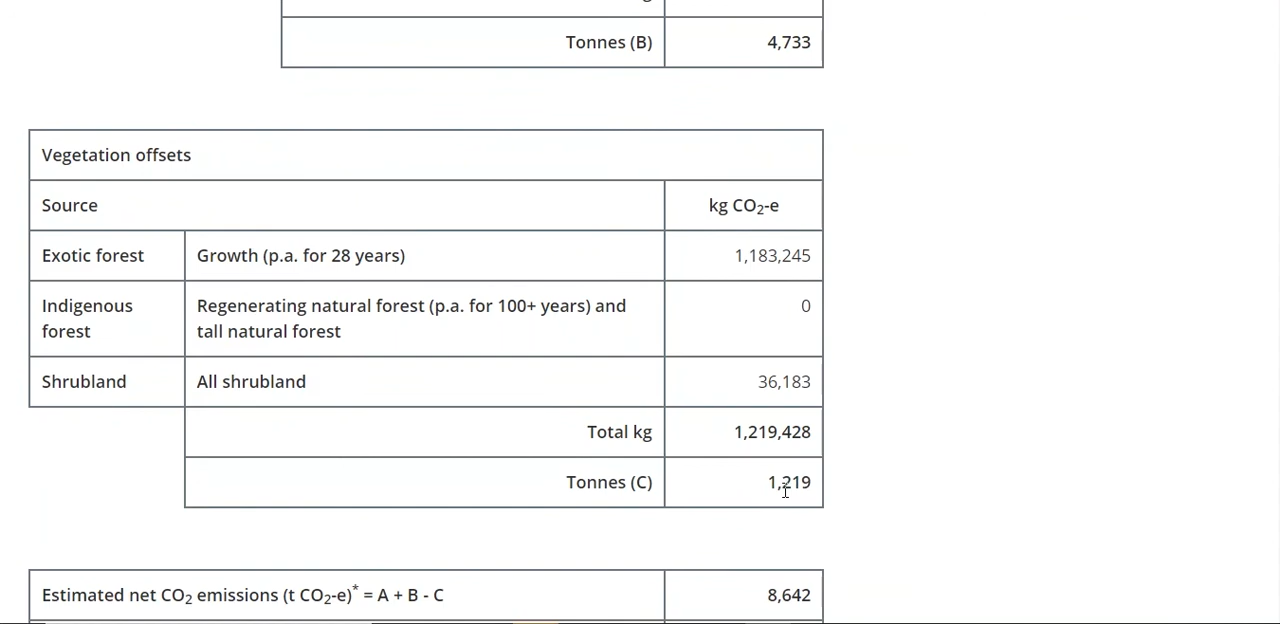 Tonnes (B) 4,733
Vegetation offsets
Source kg CO₂-e
Exotic forest Growth (p.a. for 28 years) 1,183,245
Indigenous Regenerating natural forest (p.a. for 100+ years) and 0
forest tall natural forest
Shrubland All shrubland 36,183
Total kg 1,219,428
Tonnes (C) 1,219
Estimated net CO₂ emissions (t CO₂-e)* = A + B - C 8,642